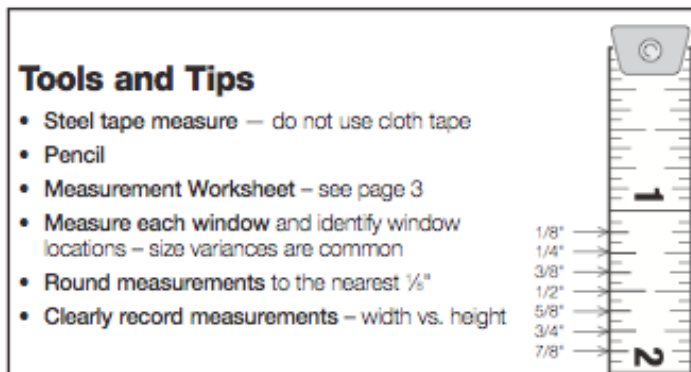 Tools and Tips
• Steel tape measure — do not use cloth tape
• Pencil
• Measurement Worksheet – see page 3
• Measure each window and identify window
locations – size variances are common
• Round measurements to the nearest ⅛"
• Clearly record measurements – width vs. height
1
1/8"
1/4"
3/8"
1/2"
5/8"
3/4"
7/8"
2